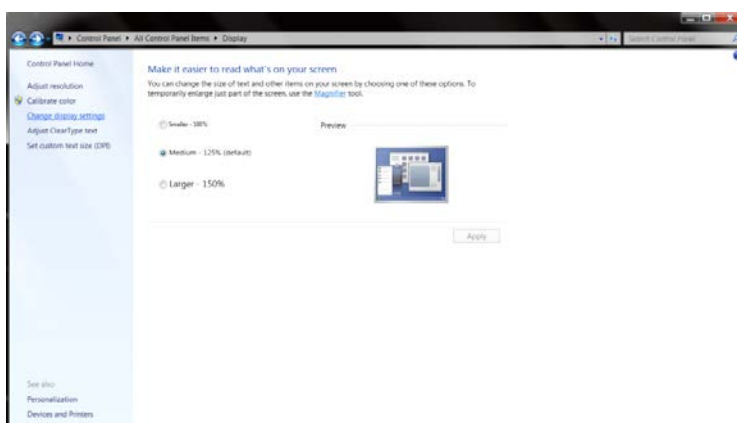 Control Panel ▸ All Control Panel Items ▸ Display
Search Control Panel
Control Panel Home
Adjust resolution
Calibrate color
Change display settings
Adjust ClearType text
Set custom text size (DPI)
See also
Personalization
Devices and Printers
Make it easier to read what's on your screen
You can change the size of text and other items on your screen by choosing one of these options. To
temporarily enlarge just part of the screen, use the Magnifier tool.
Smaller - 100%
Medium - 125% (default)
Larger - 150%
Preview
Apply